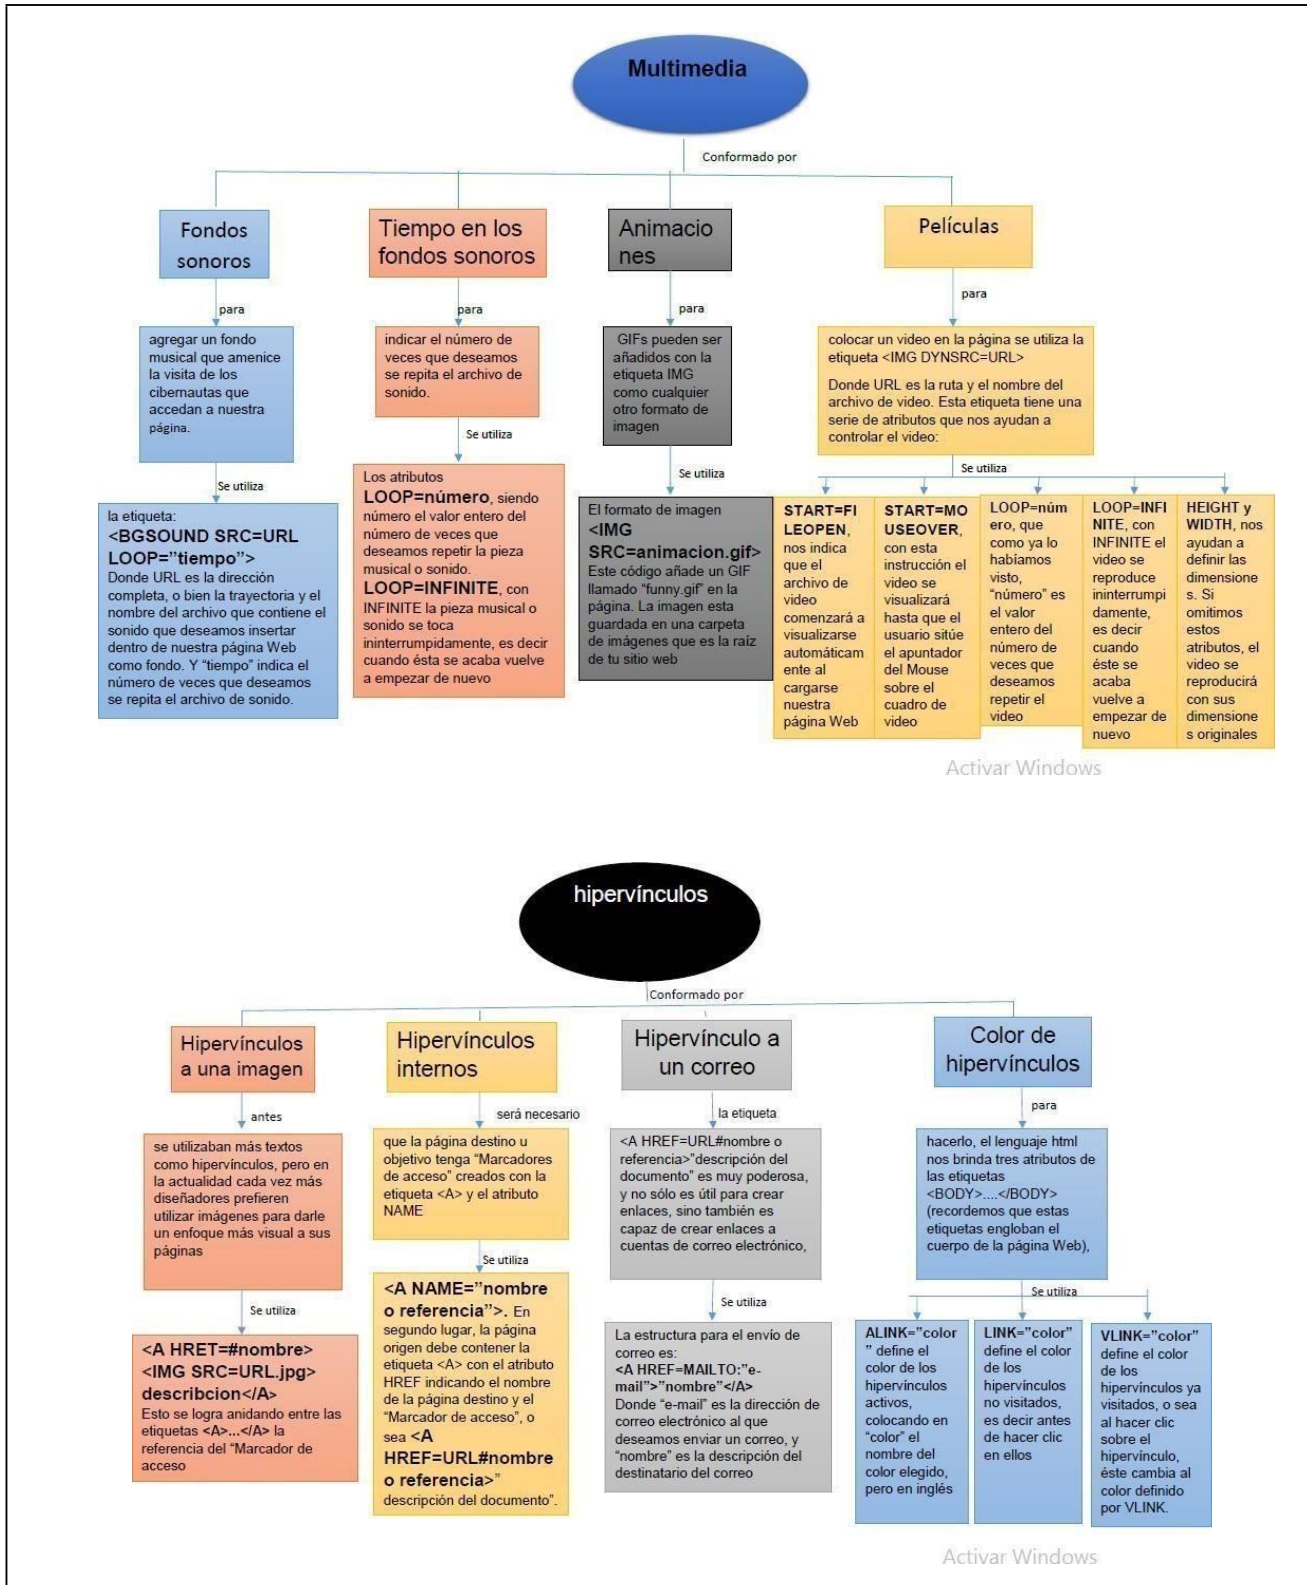 Multimedia
Conformado por
Fondos
sonoros
para
agregar un fondo
musical que amenice
la visita de los
cibernautas que
accedan a nuestra
página.
Se utiliza
la etiqueta:
<BGSOUND SRC=URL
LOOP="tiempo">
Donde URL es la dirección
completa, o bien la trayectoria y el
nombre del archivo que contiene el
sonido que deseamos insertar
dentro de nuestra página Web
como fondo. Y “tiempo” indica el
número de veces que deseamos
se repita el archivo de sonido.
Tiempo en los
fondos sonoros
para
indicar el número de
veces que deseamos
se repita el archivo de
sonido.
Se utiliza
Los atributos
LOOP=número, siendo
número el valor entero del
número de veces que
deseamos repetir la pieza
musical o sonido.
LOOP=INFINITE, con
INFINITE la pieza musical o
sonido se toca
ininterrumpidamente, es decir
cuando ésta se acaba vuelve
a empezar de nuevo
Animacio
nes
para
GIFs pueden ser
añadidos con la
etiqueta IMG
como cualquier
otro formato de
imagen
Se utiliza
El formato de imagen
<IMG
SRC=animacion.gif>
Este código añade un GIF
llamado “funny.gif” en la
página. La imagen esta
guardada en una carpeta
de imágenes que es la raíz
de tu sitio web
Películas
para
colocar un video en la página se utiliza la
etiqueta <IMG DYNSRC=URL>
Donde URL es la ruta y el nombre del
archivo de video. Esta etiqueta tiene una
serie de atributos que nos ayudan a
controlar el video:
Se utiliza
START=FI
LEOPEN,
nos indica
que el
archivo de
video
comenzará a
visualizarse
automáticam
ente al
cargarse
nuestra
página Web
START=MO
USEOVER,
con esta
instrucción el
video se
visualizará
hasta que el
usuario sitúe
el apuntador
del Mouse
sobre el
cuadro de
video
LOOP=núm
ero, que
como ya lo
habíamos
visto,
“número” es
el valor
entero del
número de
veces que
deseamos
repetir el
video
LOOP=INFI
NITE, con
INFINITE el
video se
reproduce
ininterrumpi
damente,
es decir
cuando
éste se
acaba
vuelve a
empezar de
nuevo
HEIGHT y
WIDTH, nos
ayudan a
definir las
dimensione
s. Si
omitimos
estos
atributos, el
video se
reproducirá
con sus
dimensione
s originales
Activar Windows
hipervínculos
Conformado por
Hipervínculos
a una imagen
antes
se utilizaban más textos
como hipervínculos, pero en
la actualidad cada vez más
diseñadores prefieren
utilizar imágenes para darle
un enfoque más visual a sus
páginas
Se utiliza
<A HRET=#nombre>
<IMG SRC=URL.jpg>
describcion</A>
Esto se logra anidando entre las
etiquetas <A>...</A> la
referencia del “Marcador de
acceso
Hipervínculos
internos
será necesario
que la página destino u
objetivo tenga “Marcadores
de acceso” creados con la
etiqueta <A> y el atributo
NAME
Se utiliza
<A NAME=”nombre
o referencia”>. En
segundo lugar, la página
origen debe contener la
etiqueta <A> con el atributo
HREF indicando el nombre
de la página destino y el
“Marcador de acceso”, o
sea <A
HREF=URL#nombre
o referencia>”
descripción del documento”.
Hipervínculo a
un correo
la etiqueta
<A HREF=URL#nombre o
referencia>”descripción del
documento” es muy poderosa,
y no sólo es útil para crear
enlaces, sino también es
capaz de crear enlaces a
cuentas de correo electrónico,
Se utiliza
La estructura para el envío de
correo es:
<A HREF=MAILTO:”e-
mail”>”nombre”</A>
Donde “e-mail” es la dirección de
correo electrónico al que
deseamos enviar un correo, y
“nombre” es la descripción del
destinatario del correo
Color de
hipervínculos
para
hacerlo, el lenguaje html
nos brinda tres atributos de
las etiquetas
<BODY>....</BODY>
(recordemos que estas
etiquetas engloban el
cuerpo de la página Web),
Se utiliza
ALINK=”color
” define el
color de los
hipervínculos
activos,
colocando en
“color” el
nombre del
color elegido,
pero en inglés
LINK=”color”
define el color
de los
hipervínculos
no visitados,
es decir antes
de hacer clic
en ellos
VLINK=”color”
define el color
de los
hipervínculos ya
visitados, o sea
al hacer clic
sobre el
hipervínculo,
éste cambia al
color definido
por VLINK.
Activar Windows